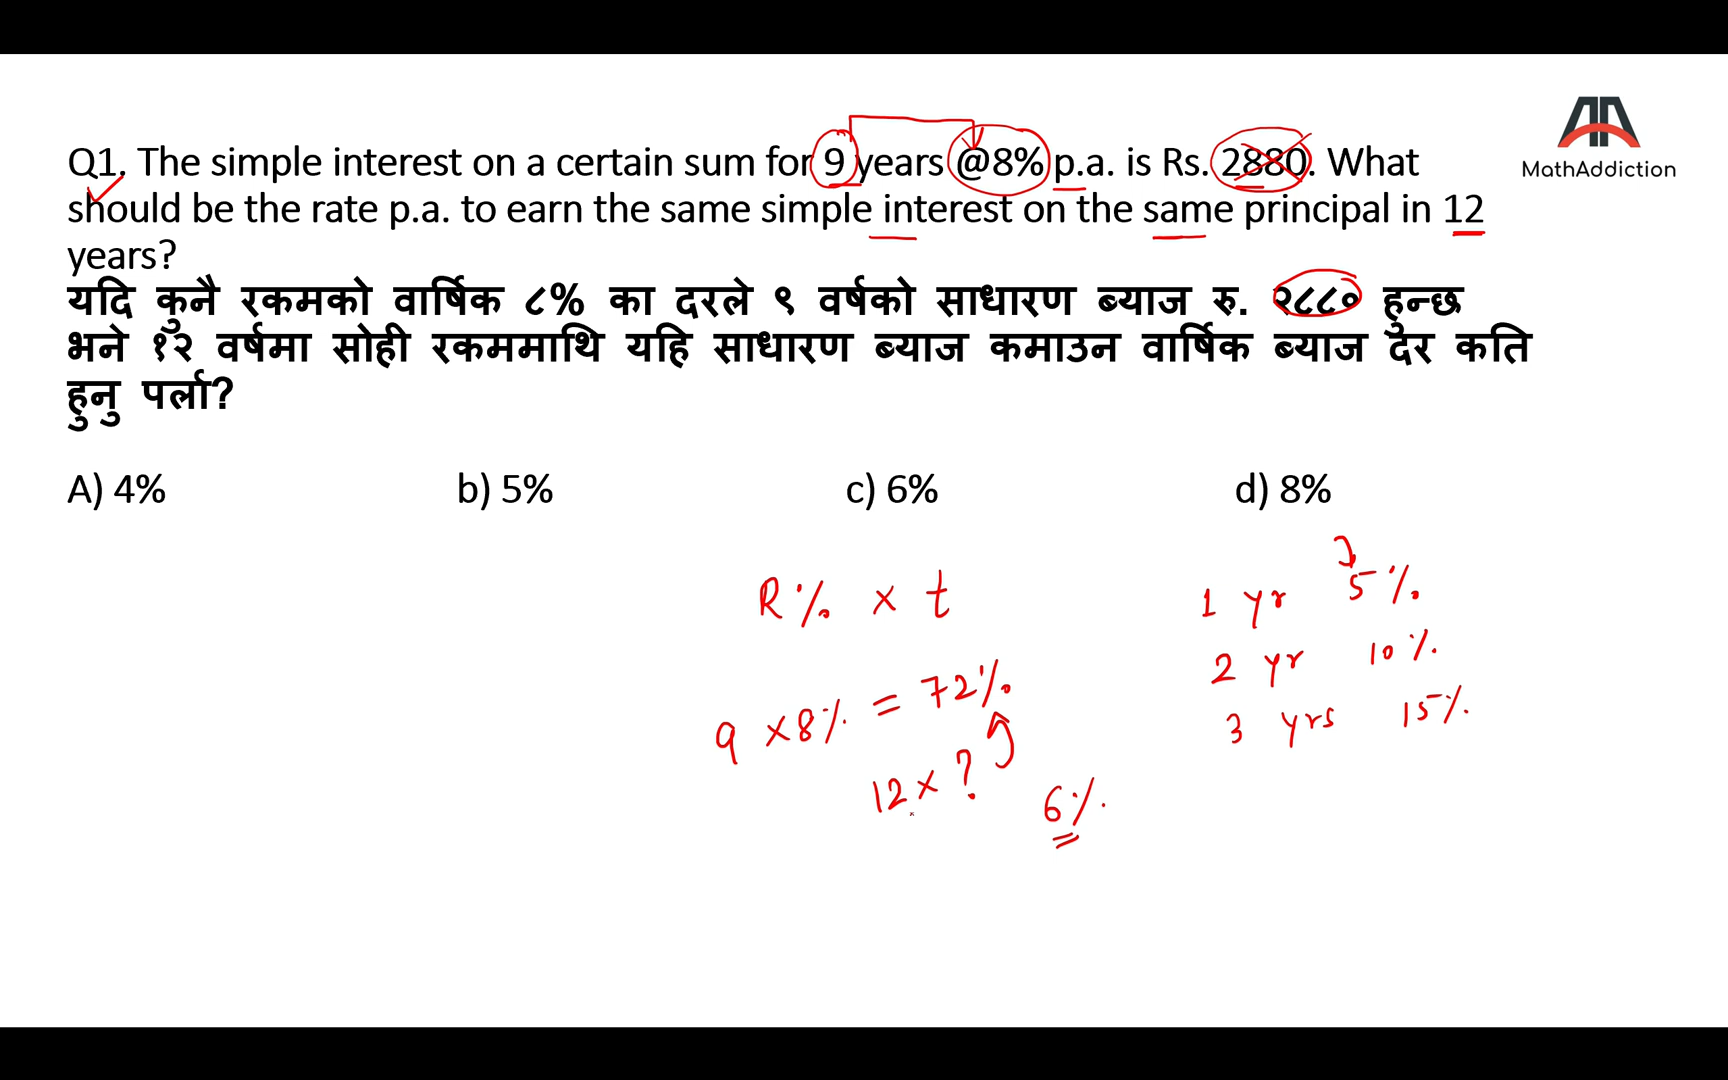 MathAddiction
Q1. The simple interest on a certain sum for 9 years @8% p.a. is Rs. 2880. What
should be the rate p.a. to earn the same simple interest on the same principal in 12
years?
यदि कुनै रकमको वार्षिक ८% का दरले ९ वर्षको साधारण ब्याज रु. २८८० हुन्छ
भने १२ वर्षमा सोही रकममाथि यहि साधारण ब्याज कमाउन वार्षिक ब्याज दर कति
हुनु पर्ला?
A) 4% b) 5% c) 6% d) 8%
R% x t
9 x 8% = 72%
12 x ?
6%
1 yr 5%
2 yr 10%
3 yrs 15%